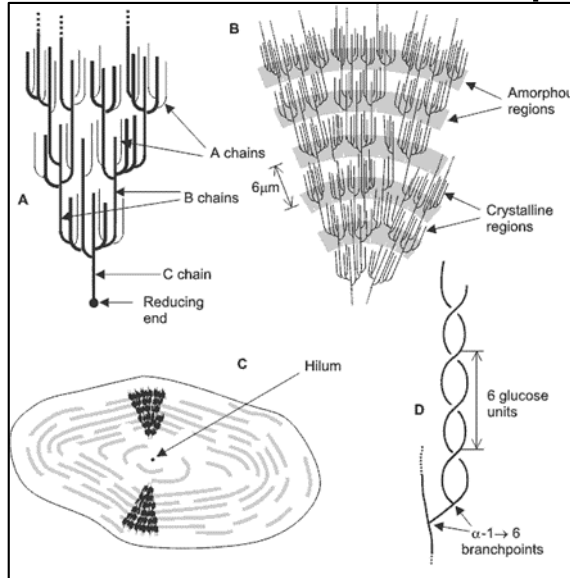 B
Amorphou
regions
A chains
A
B chains
6μm
Crystalline
regions
C chain
Reducing
end
C
Hilum
D
6 glucose
units
α-1→ 6
branchpoints